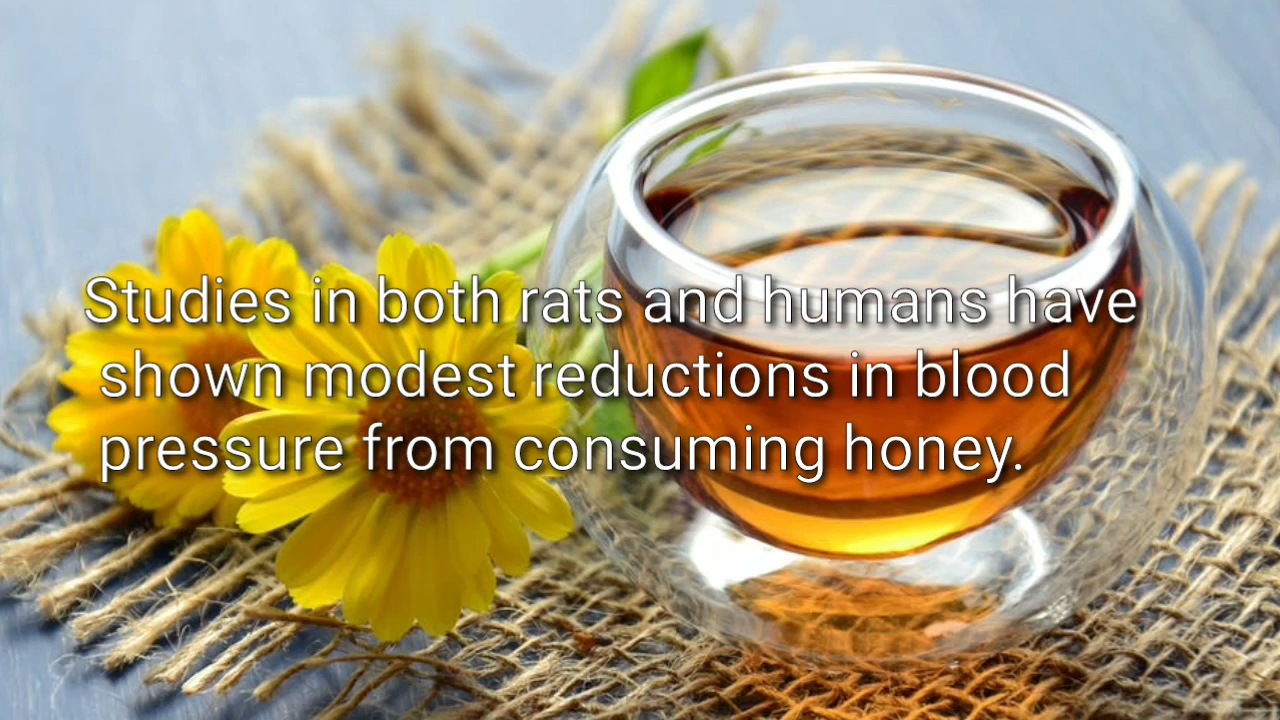 Studies in both rats and humans have
shown modest reductions in blood
pressure from consuming honey.